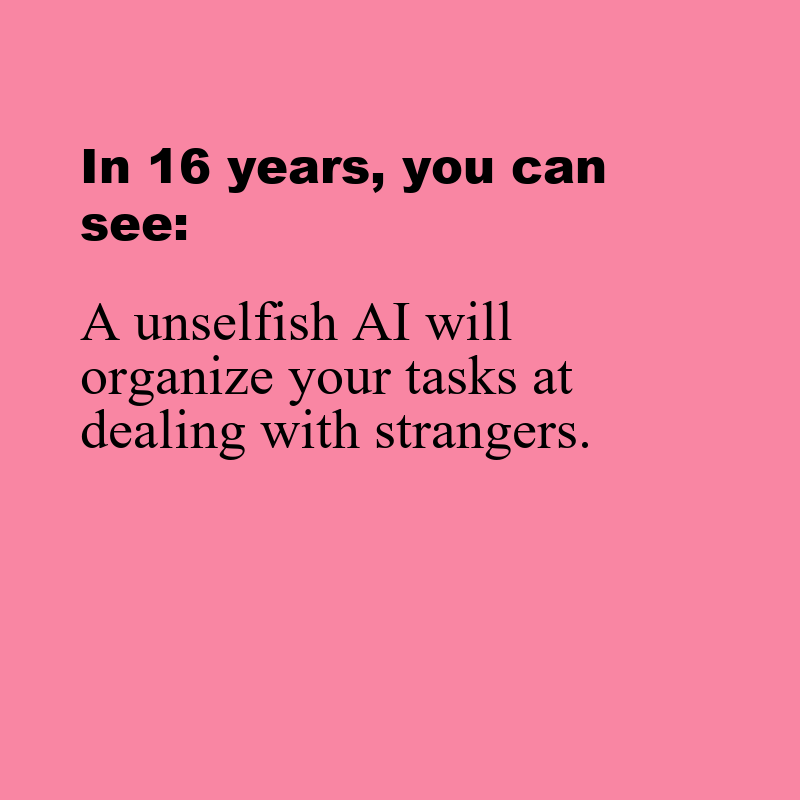 In 16 years, you can
see:
A unselfish AI will
organize your tasks at
dealing with strangers.